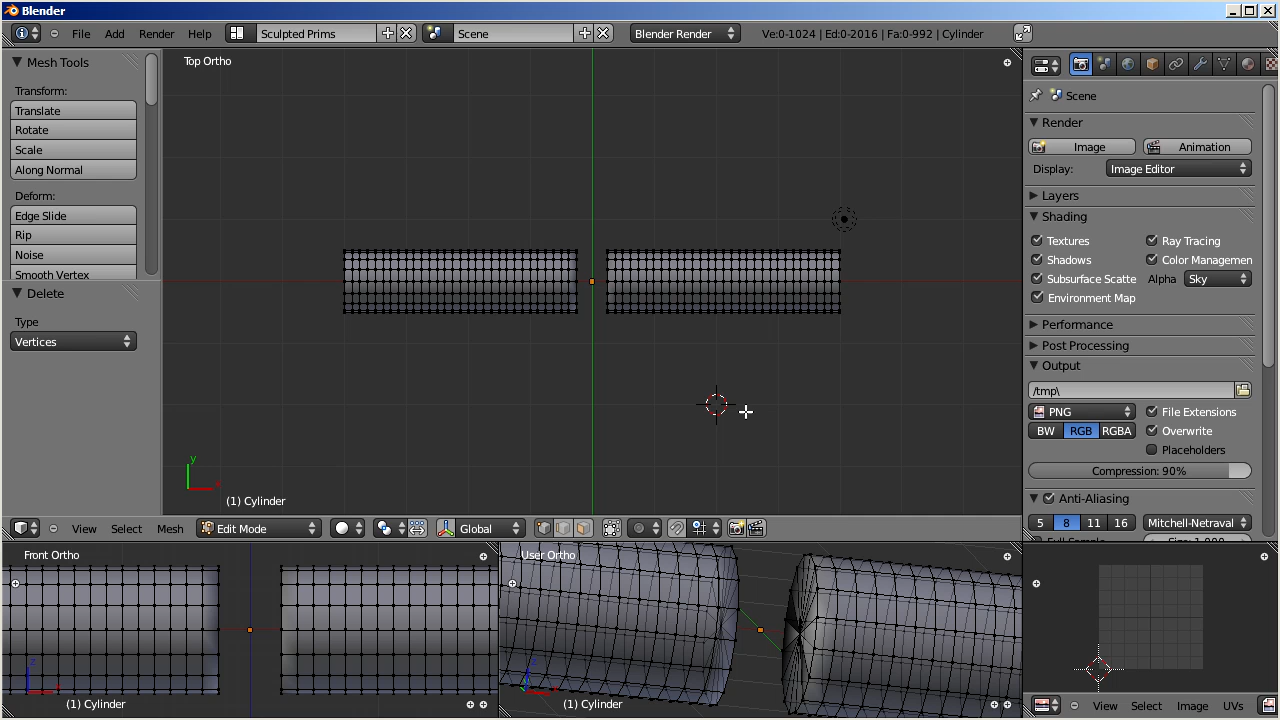 Blender
File Add Render Help Sculpted Prims Scene Blender Render Ve:0-1024 | Ed:0-2016 | Fa:0-992 | Cylinder
Mesh Tools
Transform:
Translate
Rotate
Scale
Along Normal
Deform:
Edge Slide
Rip
Noise
Smooth Vertex
Delete
Type
Vertices
Top Ortho
y
x
(1) Cylinder
View Select Mesh Edit Mode Global
Front Ortho
z
x
(1) Cylinder
User Ortho
z
(1) Cylinder
Scene
Render
Image Animation
Display: Image Editor
Layers
Shading
Textures Ray Tracing
Shadows Color Managemen
Subsurface Scatte Alpha Sky
Environment Map
Performance
Post Processing
Output
/tmp\
PNG File Extensions
BW RGB RGBA Overwrite
Placeholders
Compression: 90%
Anti-Aliasing
5 8 11 16 Mitchell-Netraval
View Select Image UVs